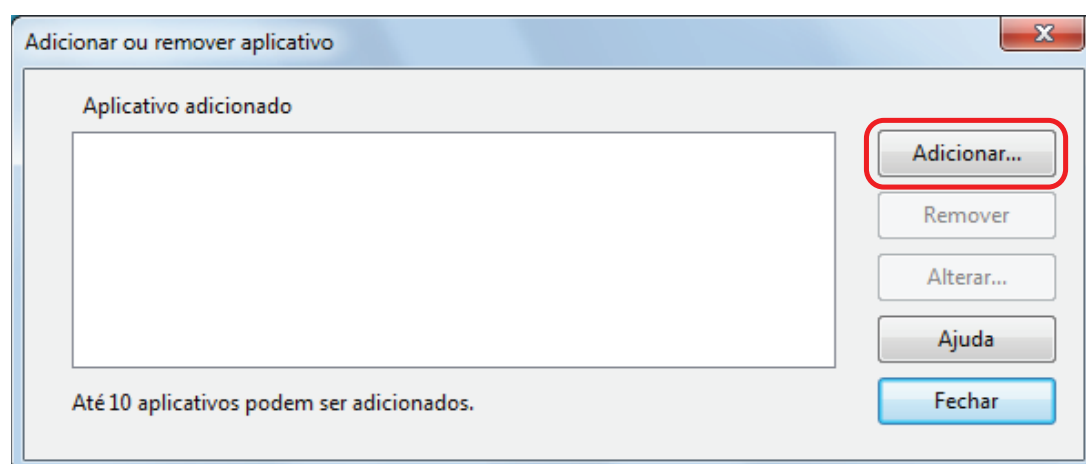 Adicionar ou remover aplicativo
Aplicativo adicionado
Adicionar...
Remover
Alterar...
Ajuda
Até 10 aplicativos podem ser adicionados.
Fechar